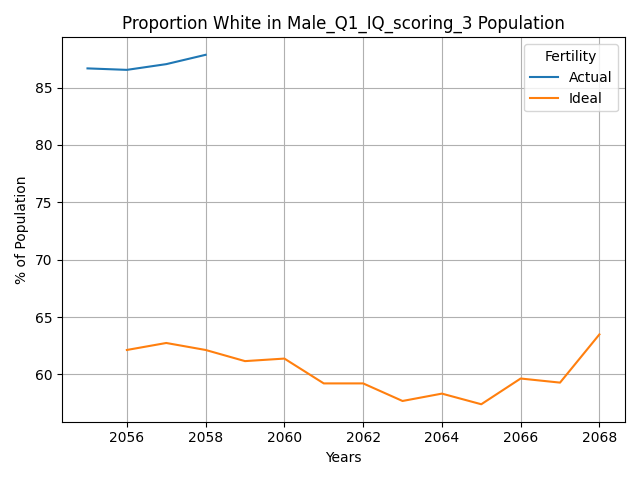 Proportion White in Male_Q1_IQ_scoring_3 Population
Fertility
Actual
Ideal
% of Population
85
80
75
70
65
60
2056 2058 2060 2062 2064 2066 2068
Years